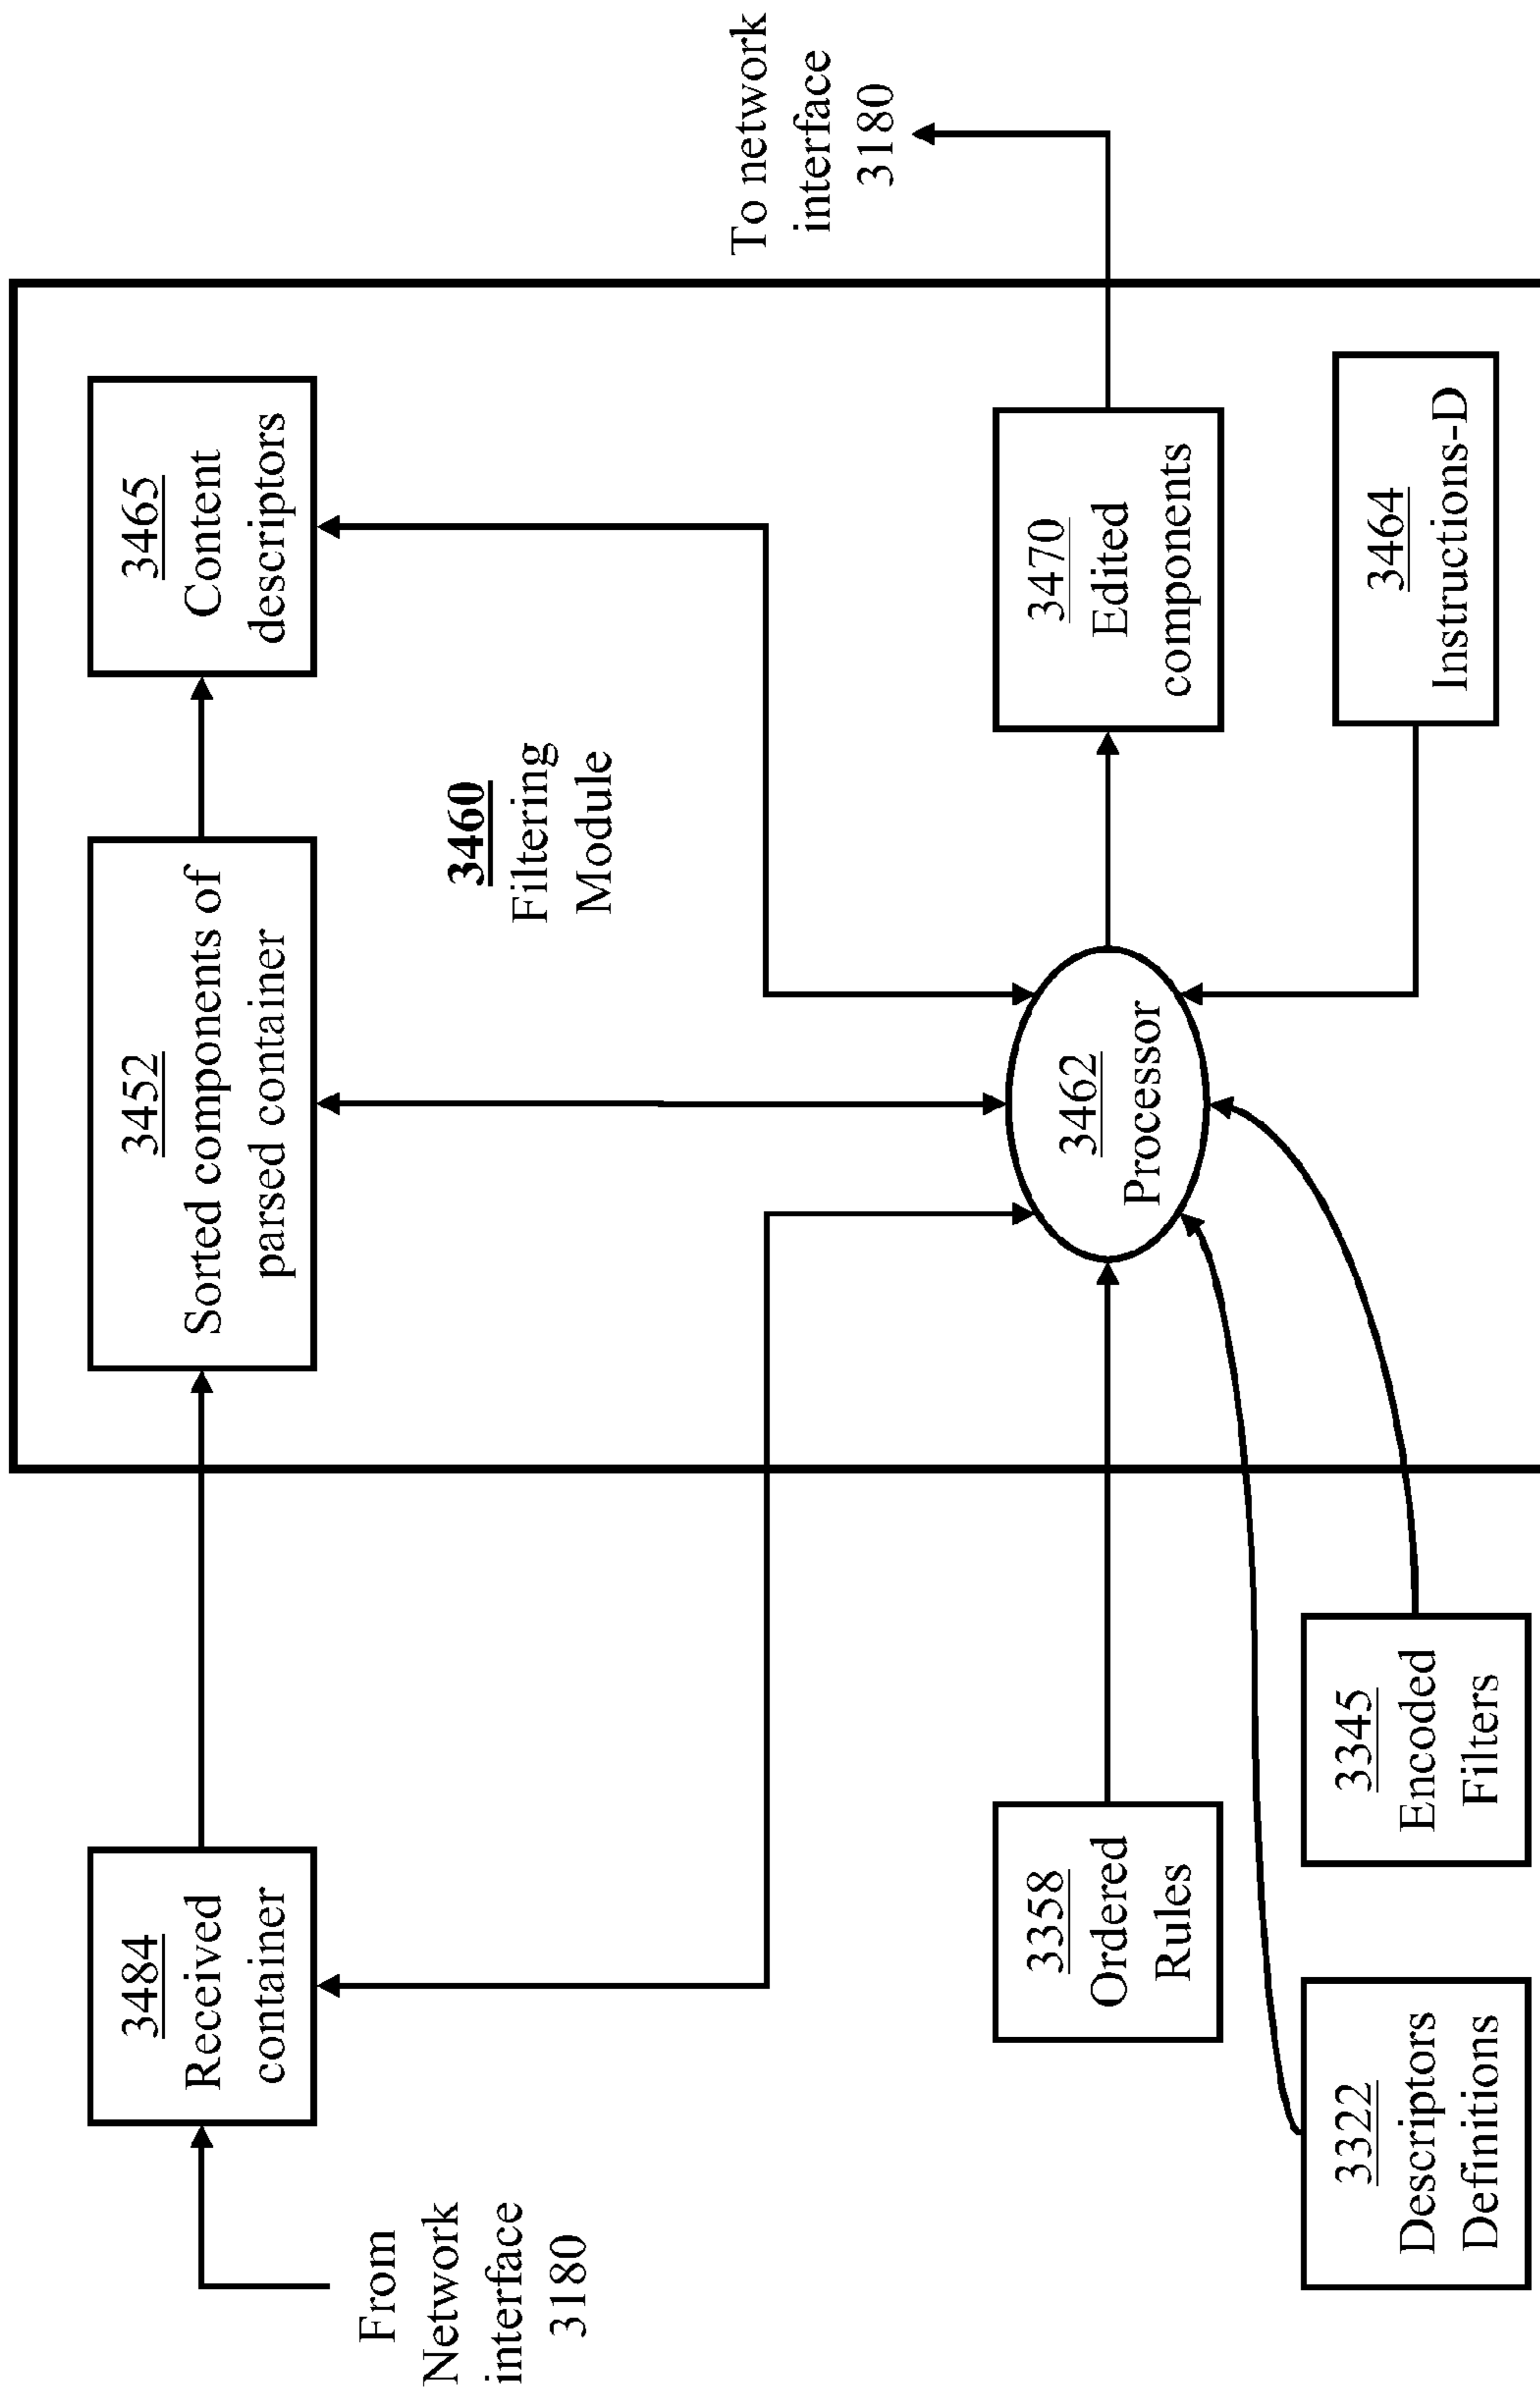 From
Network
interface
3180
3484
Received
container
3452
Sorted components of
parsed container
3465
Content
descriptors
3460
Filtering
Module
To network
interface
3180
3358
Ordered
Rules
3462
Processor
3470
Edited
components
3322
Descriptors
Definitions
3345
Encoded
Filters
3464
Instructions-D